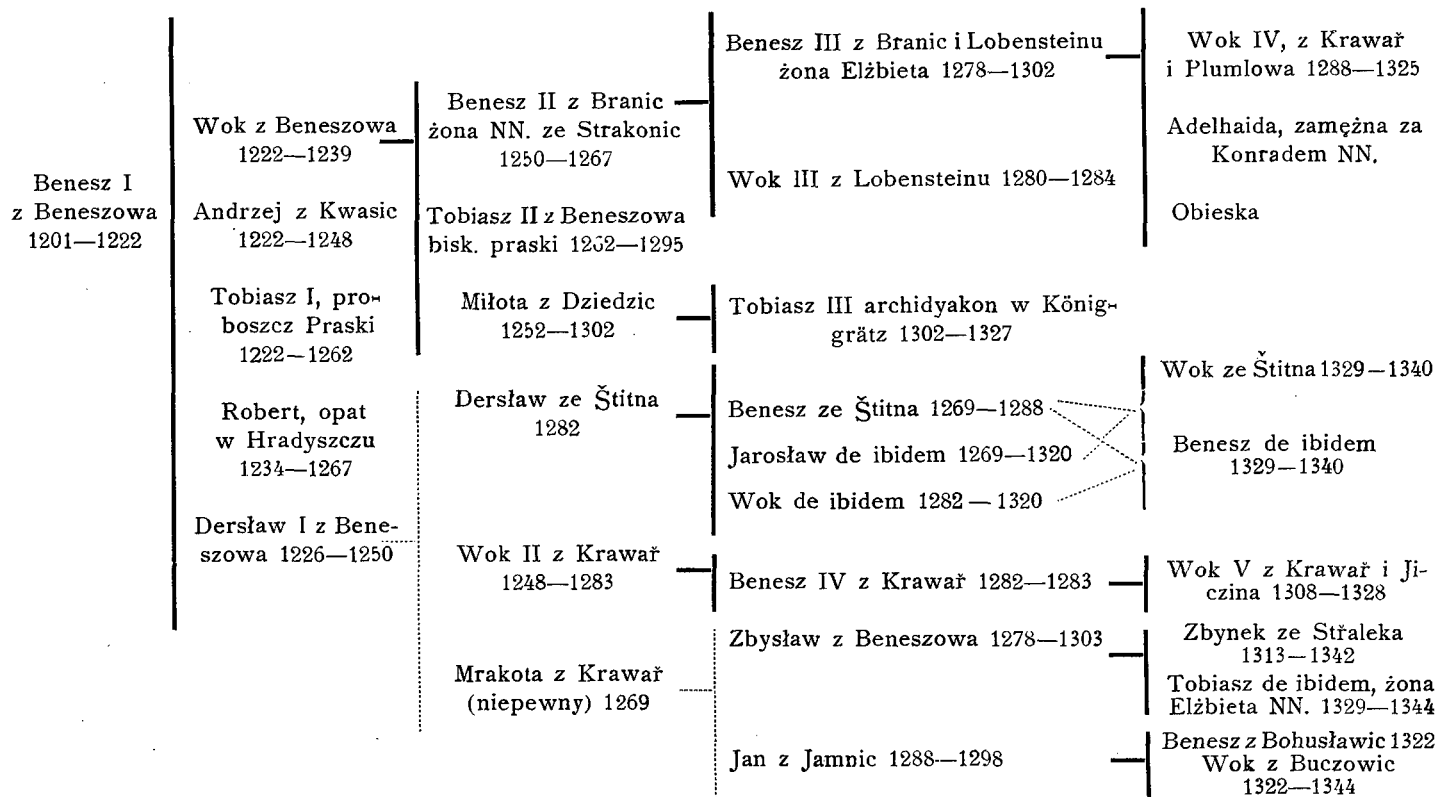 Benesz I
z Beneszowa
1201—1222
Wok z Beneszowa
1222—1239
Andrzej z Kwasic
1222—1248
Tobiasz I, pro-
boszcz Praski
1222—1262
Robert, opat
w Hradyszczu
1234—1267
Dersław I z Bene-
szowa 1226—1250
Benesz II z Branic
żona NN. ze Strakonic
1250—1267
Tobiasz II z Beneszowa
bisk. praski 1262—1295
Miłota z Dziedzic
1252—1302
Dersław ze Štitna
1282
Wok II z Krawař
1248—1283
Mrakota z Krawař
(niepewny) 1269
Benesz III z Branic i Lobensteinu
żona Elżbieta 1278—1302
Wok III z Lobensteinu 1280—1284
Tobiasz III archidyakon w König-
grätz 1302—1327
Benesz ze Štitna 1269—1288
Jarosław de ibidem 1269—1320
Wok de ibidem 1282—1320
Benesz IV z Krawař 1282—1283
Zbysław z Beneszowa 1278—1303
Jan z Jamnic 1288—1298
Wok IV, z Krawař
i Plumlowa 1288—1325
Adelhaida, zamężna za
Konradem NN.
Obieska
Wok ze Štitna 1329—1340
Benesz de ibidem
1329—1340
Wok V z Krawař i Ji-
czina 1308—1328
Zbynek ze Střaleka
1313—1342
Tobiasz de ibidem, żona
Elżbieta NN. 1329—1344
Benesz z Bohusławic 1322
Wok z Buczowic
1322—1344